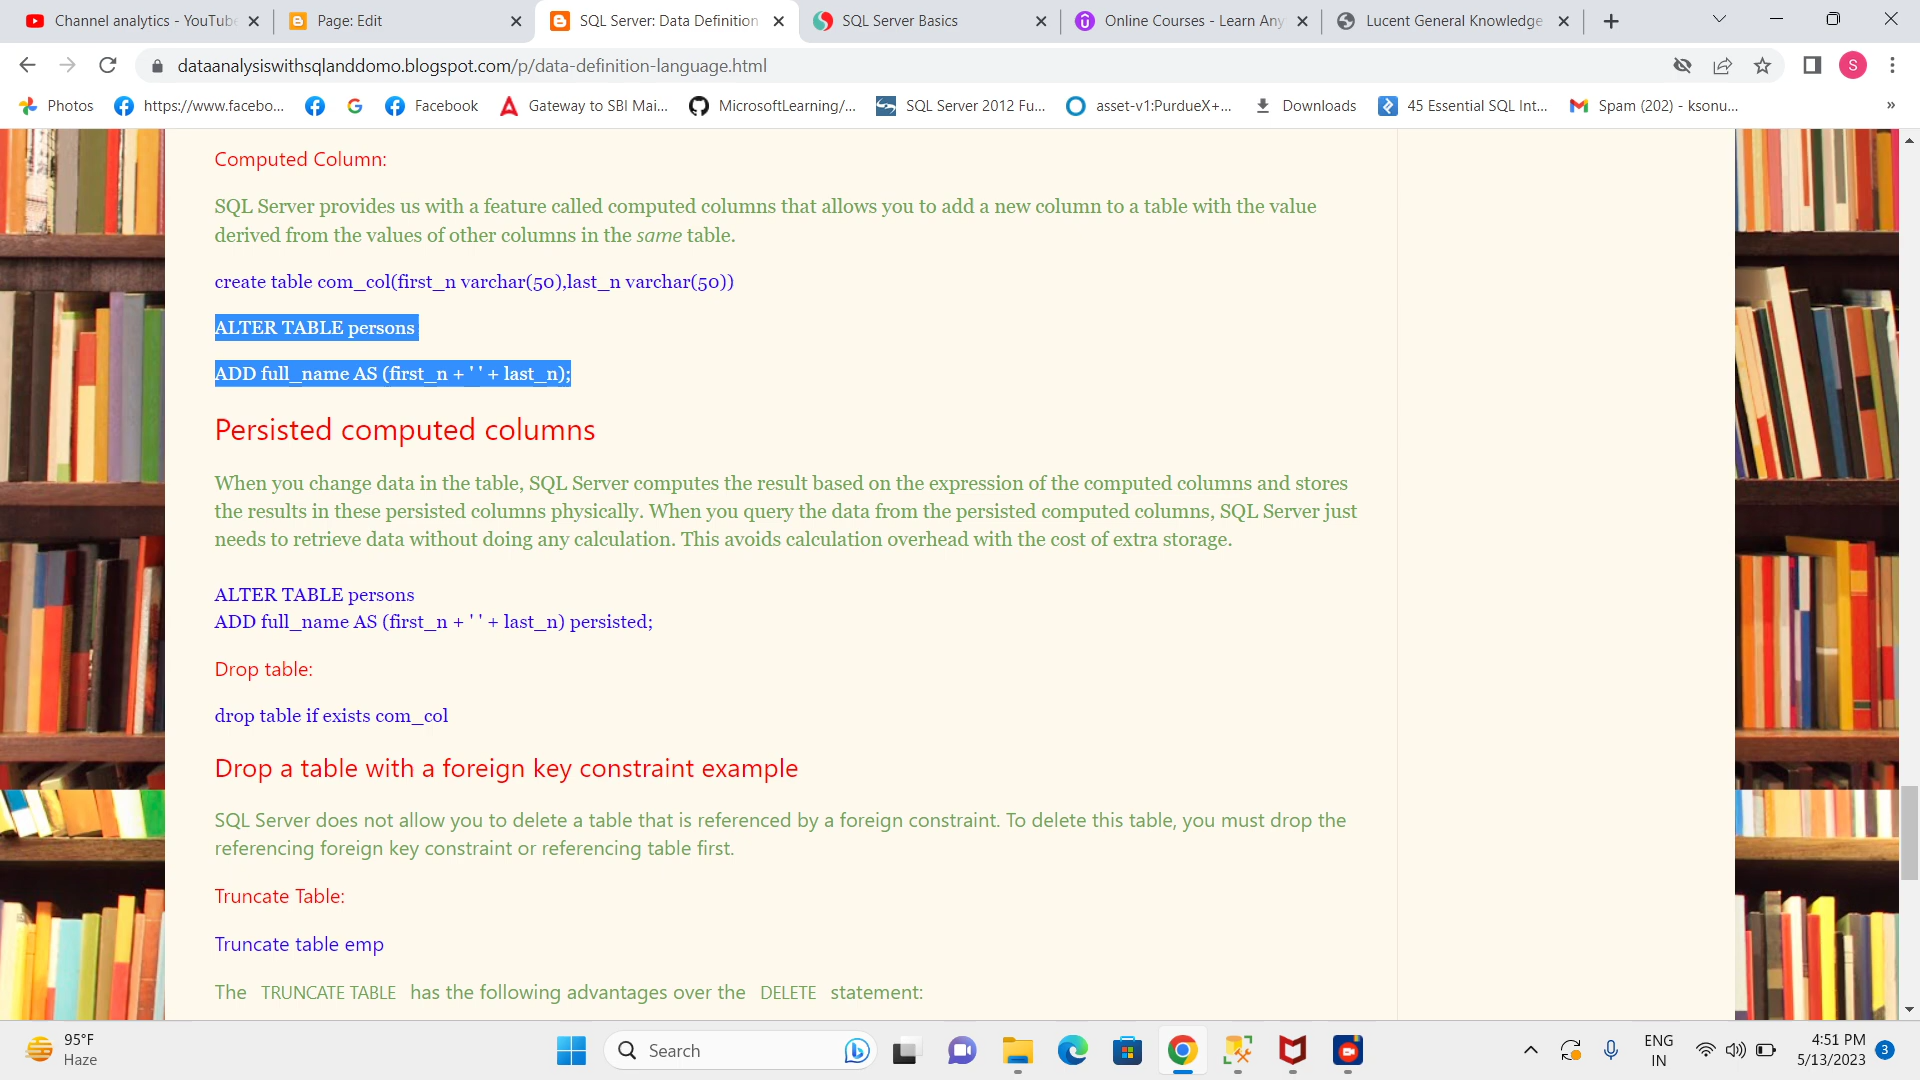 Channel analytics - YouTube
Page: Edit
SQL Server: Data Definition
SQL Server Basics
Online Courses - Learn Any
Lucent General Knowledge
dataanalysiswithsqlanddomo.blogspot.com/p/data-definition-language.html
S
Photos
https://www.facebo...
Facebook
Gateway to SBI Mai...
MicrosoftLearning/...
SQL Server 2012 Fu...
asset-v1:PurdueX+...
Downloads
45 Essential SQL Int...
Spam (202) - ksonu...
»
Computed Column:
SQL Server provides us with a feature called computed columns that allows you to add a new column to a table with the value
derived from the values of other columns in the same table.
create table com_col(first_n varchar(50),last_n varchar(50))
ALTER TABLE persons
ADD full_name AS (first_n + ' ' + last_n);
Persisted computed columns
When you change data in the table, SQL Server computes the result based on the expression of the computed columns and stores
the results in these persisted columns physically. When you query the data from the persisted computed columns, SQL Server just
needs to retrieve data without doing any calculation. This avoids calculation overhead with the cost of extra storage.
ALTER TABLE persons
ADD full_name AS (first_n + ' ' + last_n) persisted;
Drop table:
drop table if exists com_col
Drop a table with a foreign key constraint example
SQL Server does not allow you to delete a table that is referenced by a foreign constraint. To delete this table, you must drop the
referencing foreign key constraint or referencing table first.
Truncate Table:
Truncate table emp
The TRUNCATE TABLE has the following advantages over the DELETE statement:
95°F
Haze
Search
ENG
IN
4:51 PM
5/13/2023
3